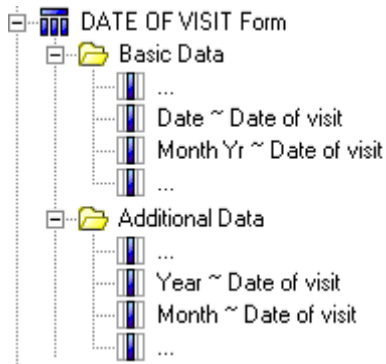 DATE OF VISIT Form
Basic Data
...
Date ~ Date of visit
Month Yr ~ Date of visit
...
Additional Data
...
Year ~ Date of visit
Month ~ Date of visit
...